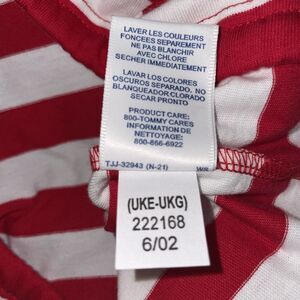 LAVER LES COULEURS
FONCEES SEPAREMENT
NE PAS BLANCHIR
AVEC CHLORE
SECHER IMMEDIATEMENT
LAVAR LOS COLORES
OSCUROS SEPARADO. NO
BLANQUEADOR CLORADO
SECAR PRONTO
PRODUCT CARE:
800-TOMMY CARES
INFORMATION DE
NETTOYAGE:
800-866-6922
TJJ-32943 (N-21) W8
(UKE-UKG)
222168
6/02